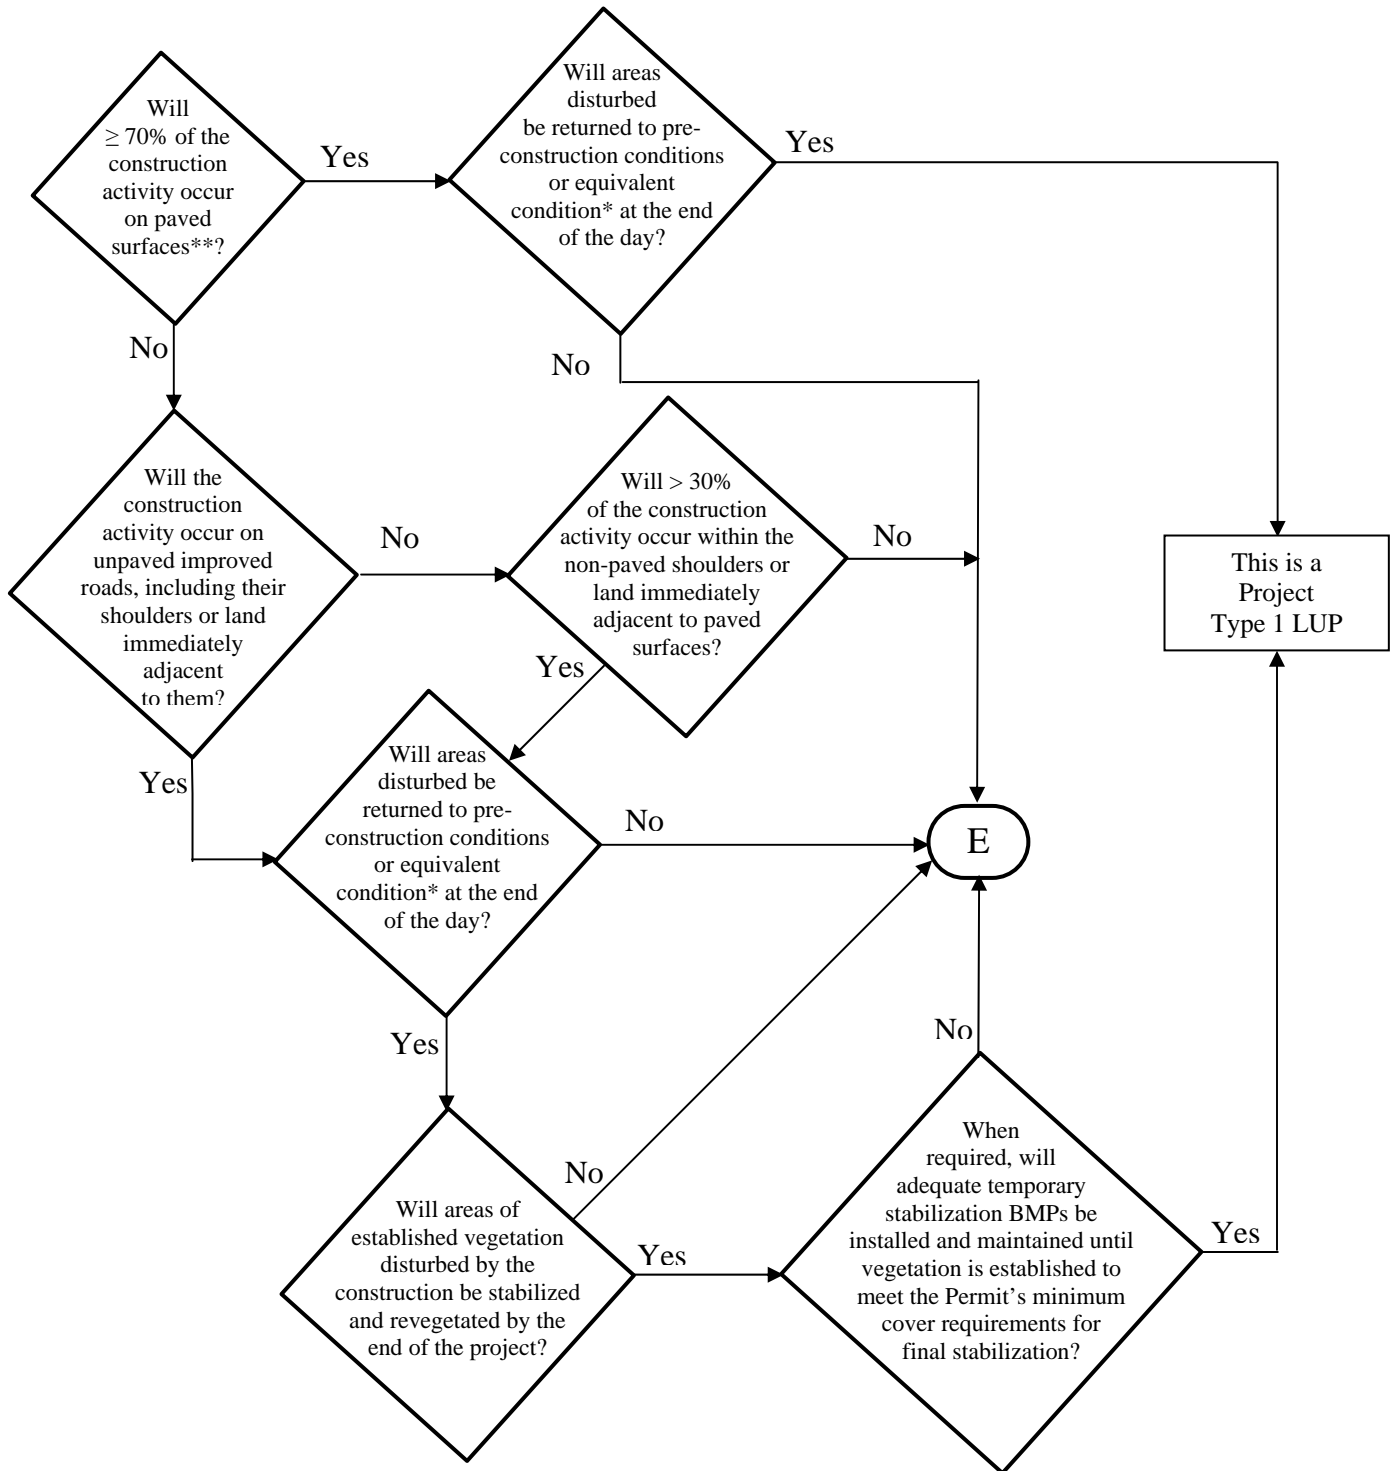 Will
≥ 70% of the
construction
activity occur
on paved
surfaces**?
Yes
Will areas
disturbed
be returned to pre-
construction conditions
or equivalent
condition* at the end
of the day?
Yes
No
No
Will the
construction
activity occur on
unpaved improved
roads, including their
shoulders or land
immediately
adjacent
to them?
No
Will > 30%
of the construction
activity occur within the
non-paved shoulders or
land immediately
adjacent to paved
surfaces?
No
This is a
Project
Type 1 LUP
Yes
Yes
Will areas
disturbed be
returned to pre-
construction conditions
or equivalent
condition* at the end
of the day?
No
E
Yes
No
No
Will areas of
established vegetation
disturbed by the
construction be stabilized
and revegetated by the
end of the project?
Yes
When
required, will
adequate temporary
stabilization BMPs be
installed and maintained until
vegetation is established to
meet the Permit's minimum
cover requirements for
final stabilization?
Yes